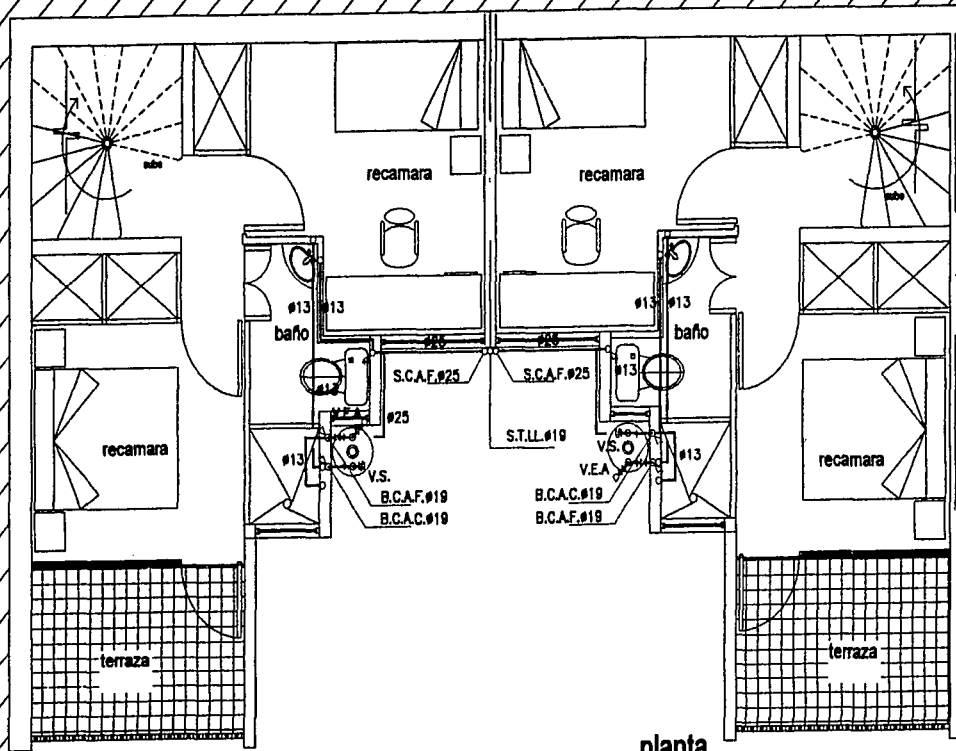 sube
recamara
recamara
sube
ø13
ø13
ø13
ø13
baño
baño
ø25
ø25
S.C.A.F.ø25
S.C.A.F.ø25
ø13
ø13
V.E.A
ø25
S.T.LL.ø19
recamara
recamara
ø13
V.S.
V.S.
ø13
V.E.A
B.C.A.F.ø19
B.C.A.C.ø19
B.C.A.C.ø19
B.C.A.F.ø19
terraza
terraza
planta